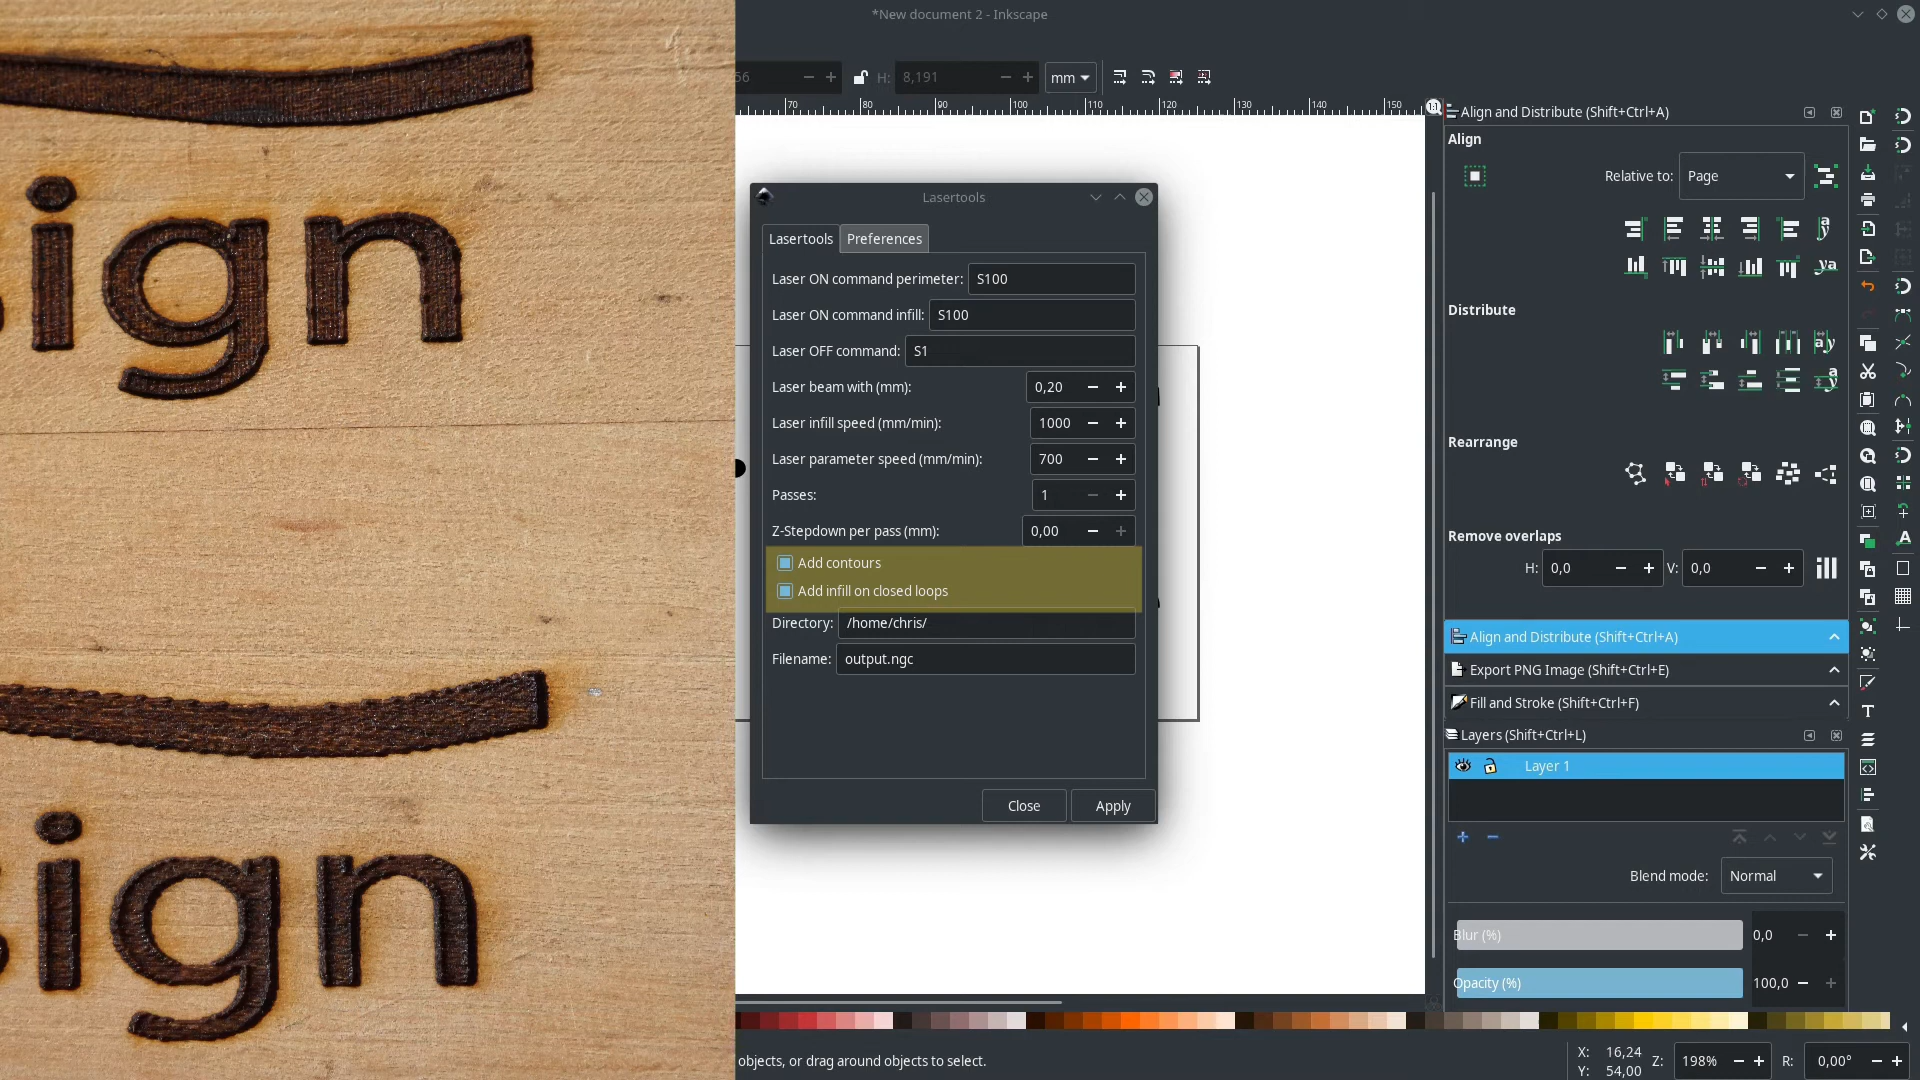 ign
ign
*New document 2 - Inkscape
56
H: 8,191
mm
70 80 90 100 110 120 130 140 150
Lasertools
Lasertools Preferences
Laser ON command perimeter: S100
Laser ON command infill: S100
Laser OFF command: S1
Laser beam with (mm): 0,20
Laser infill speed (mm/min): 1000
Laser parameter speed (mm/min): 700
Passes: 1
Z-Stepdown per pass (mm): 0,00
Add contours
Add infill on closed loops
Directory: /home/chris/
Filename: output.ngc
Close Apply
Align and Distribute (Shift+Ctrl+A)
Align
Relative to: Page
Distribute
Rearrange
Remove overlaps
H: 0,0 V: 0,0
Align and Distribute (Shift+Ctrl+A)
Export PNG Image (Shift+Ctrl+E)
Fill and Stroke (Shift+Ctrl+F)
Layers (Shift+Ctrl+L)
Layer 1
Blend mode: Normal
Blur (%) 0,0
Opacity (%) 100,0
objects, or drag around objects to select.
X: 16,24
Y: 54,00
Z: 198% R: 0,00°